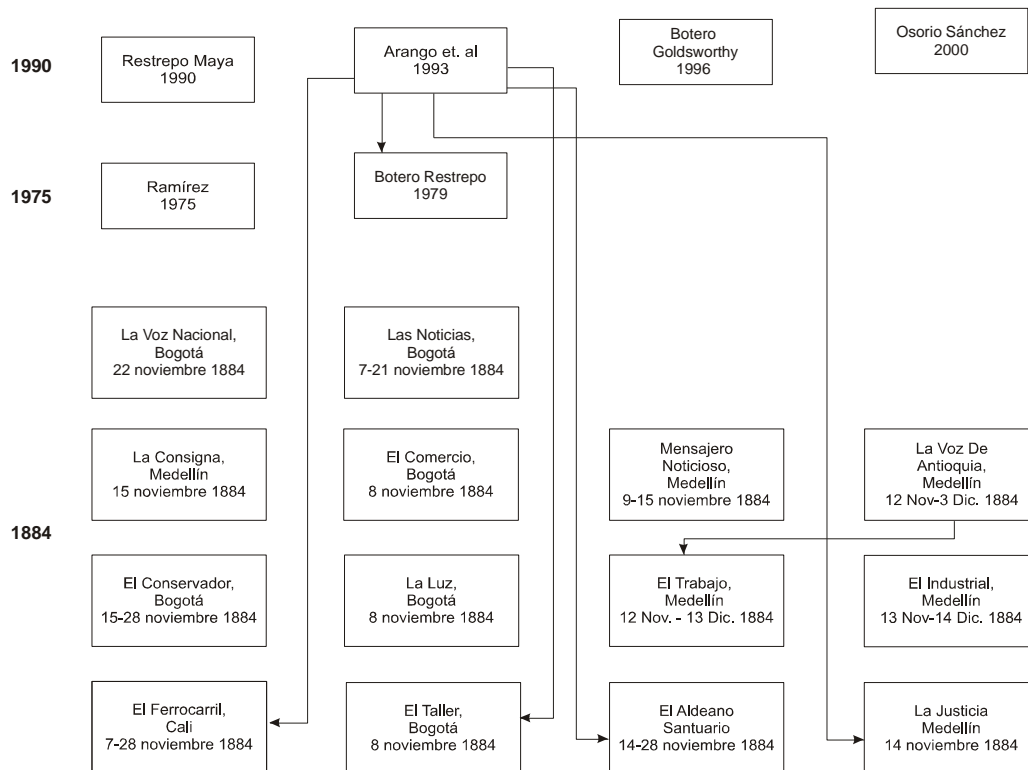 1990
Restrepo Maya
1990
Arango et. al
1993
Botero
Goldsworthy
1996
Osorio Sánchez
2000
1975
Ramírez
1975
Botero Restrepo
1979
La Voz Nacional,
Bogotá
22 noviembre 1884
Las Noticias,
Bogotá
7-21 noviembre 1884
1884
La Consigna,
Medellín
15 noviembre 1884
El Comercio,
Bogotá
8 noviembre 1884
Mensajero
Noticioso,
Medellín
9-15 noviembre 1884
La Voz De
Antioquia,
Medellín
12 Nov-3 Dic. 1884
El Conservador,
Bogotá
15-28 noviembre 1884
La Luz,
Bogotá
8 noviembre 1884
El Trabajo,
Medellín
12 Nov. - 13 Dic. 1884
El Industrial,
Medellín
13 Nov-14 Dic. 1884
El Ferrocarril,
Cali
7-28 noviembre 1884
El Taller,
Bogotá
8 noviembre 1884
El Aldeano
Santuario
14-28 noviembre 1884
La Justicia
Medellín
14 noviembre 1884